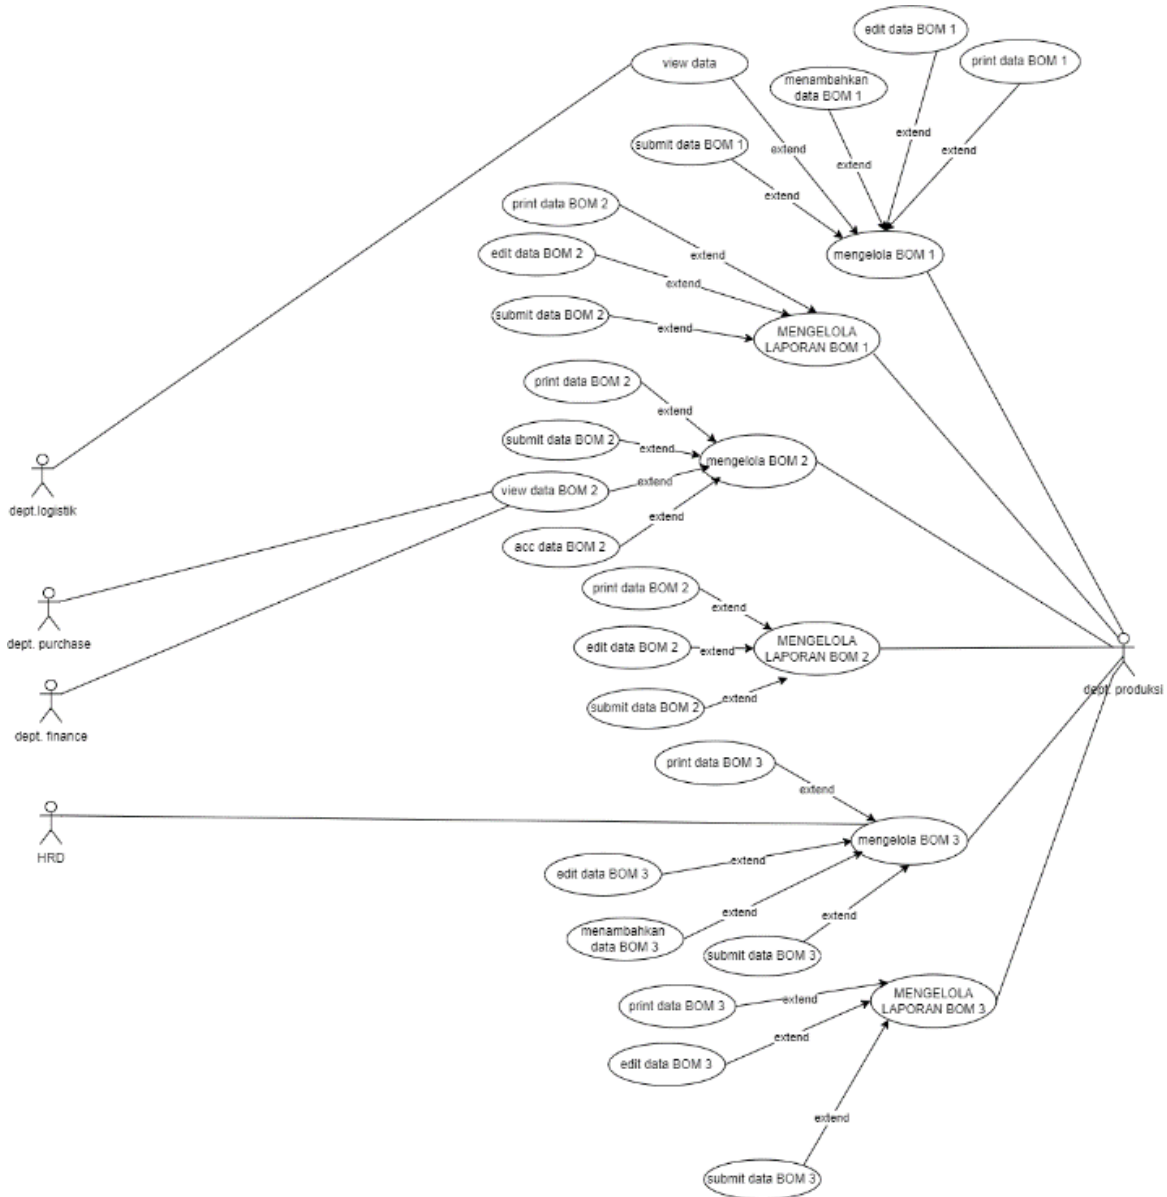 edit data BOM 1
view data
print data BOM 1
menambahkan
data BOM 1
extend
submit data BOM 1
extend
extend
extend
extend
print data BOM 2
edit data BOM 2
extend
mengelola BOM 1
extend
submit data BOM 2
extend
MENGELOLA
LAPORAN BOM 1
print data BOM 2
extend
submit data BOM 2
extend
mengelola BOM 2
dept.logistik
view data BOM 2
extend
extend
acc data BOM 2
print data BOM 2
extend
dept. purchase
edit data BOM 2
extend
MENGELOLA
LAPORAN BOM 2
dept. produksi
submit data BOM 2
extend
dept. finance
print data BOM 3
extend
mengelola BOM 3
HRD
edit data BOM 3
extend
extend
menambahkan
data BOM 3
extend
submit data BOM 3
print data BOM 3
extend
MENGELOLA
LAPORAN BOM 3
extend
edit data BOM 3
extend
submit data BOM 3